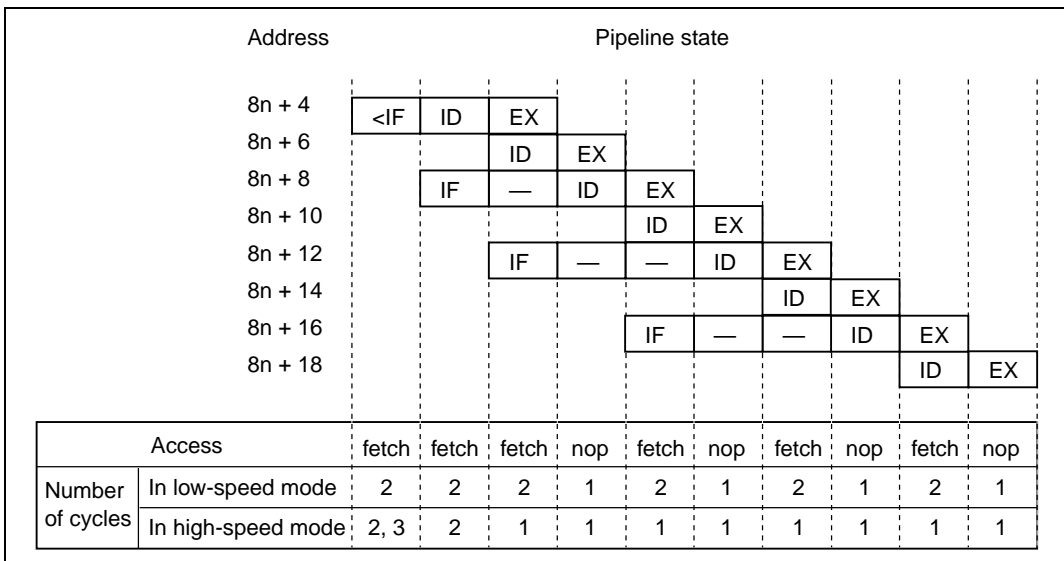 Address Pipeline state
8n + 4 <IF ID EX
8n + 6 ID EX
8n + 8 IF — ID EX
8n + 10 ID EX
8n + 12 IF — — ID EX
8n + 14 ID EX
8n + 16 IF — — ID EX
8n + 18 ID EX
Access fetch fetch fetch nop fetch nop fetch nop fetch nop
Number of cycles In low-speed mode 2 2 2 1 2 1 2 1 2 1
In high-speed mode 2, 3 2 1 1 1 1 1 1 1 1